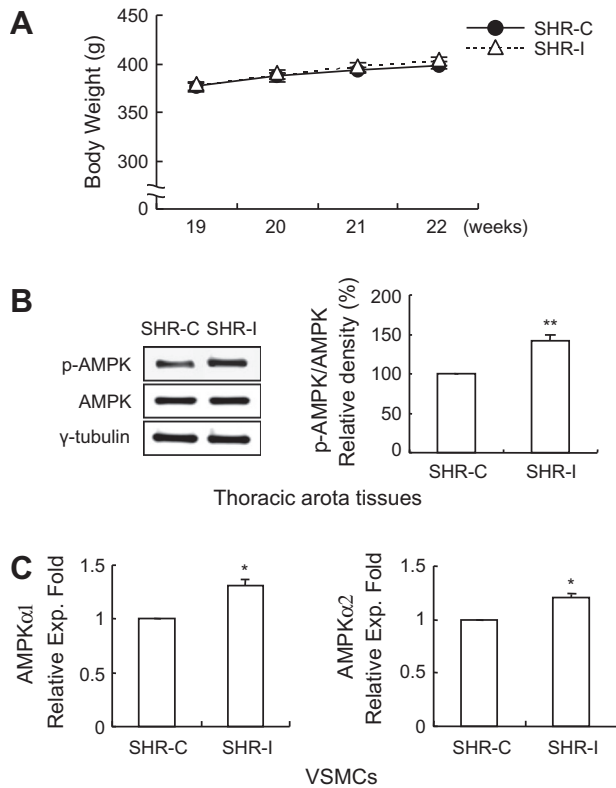 A
Body Weight (g)
450
400
350
300
0
19 20 21 22 (weeks)
SHR-C
SHR-I
B
SHR-C SHR-I
p-AMPK
AMPK
γ-tubulin
p-AMPK/AMPK
Relative density (%)
200
150
100
50
0
**
SHR-C SHR-I
Thoracic arota tissues
C
AMPKα1
Relative Exp. Fold
1.5
1
0.5
0
*
SHR-C SHR-I
AMPKα2
Relative Exp. Fold
1.5
1
0.5
0
*
SHR-C SHR-I
VSMCs